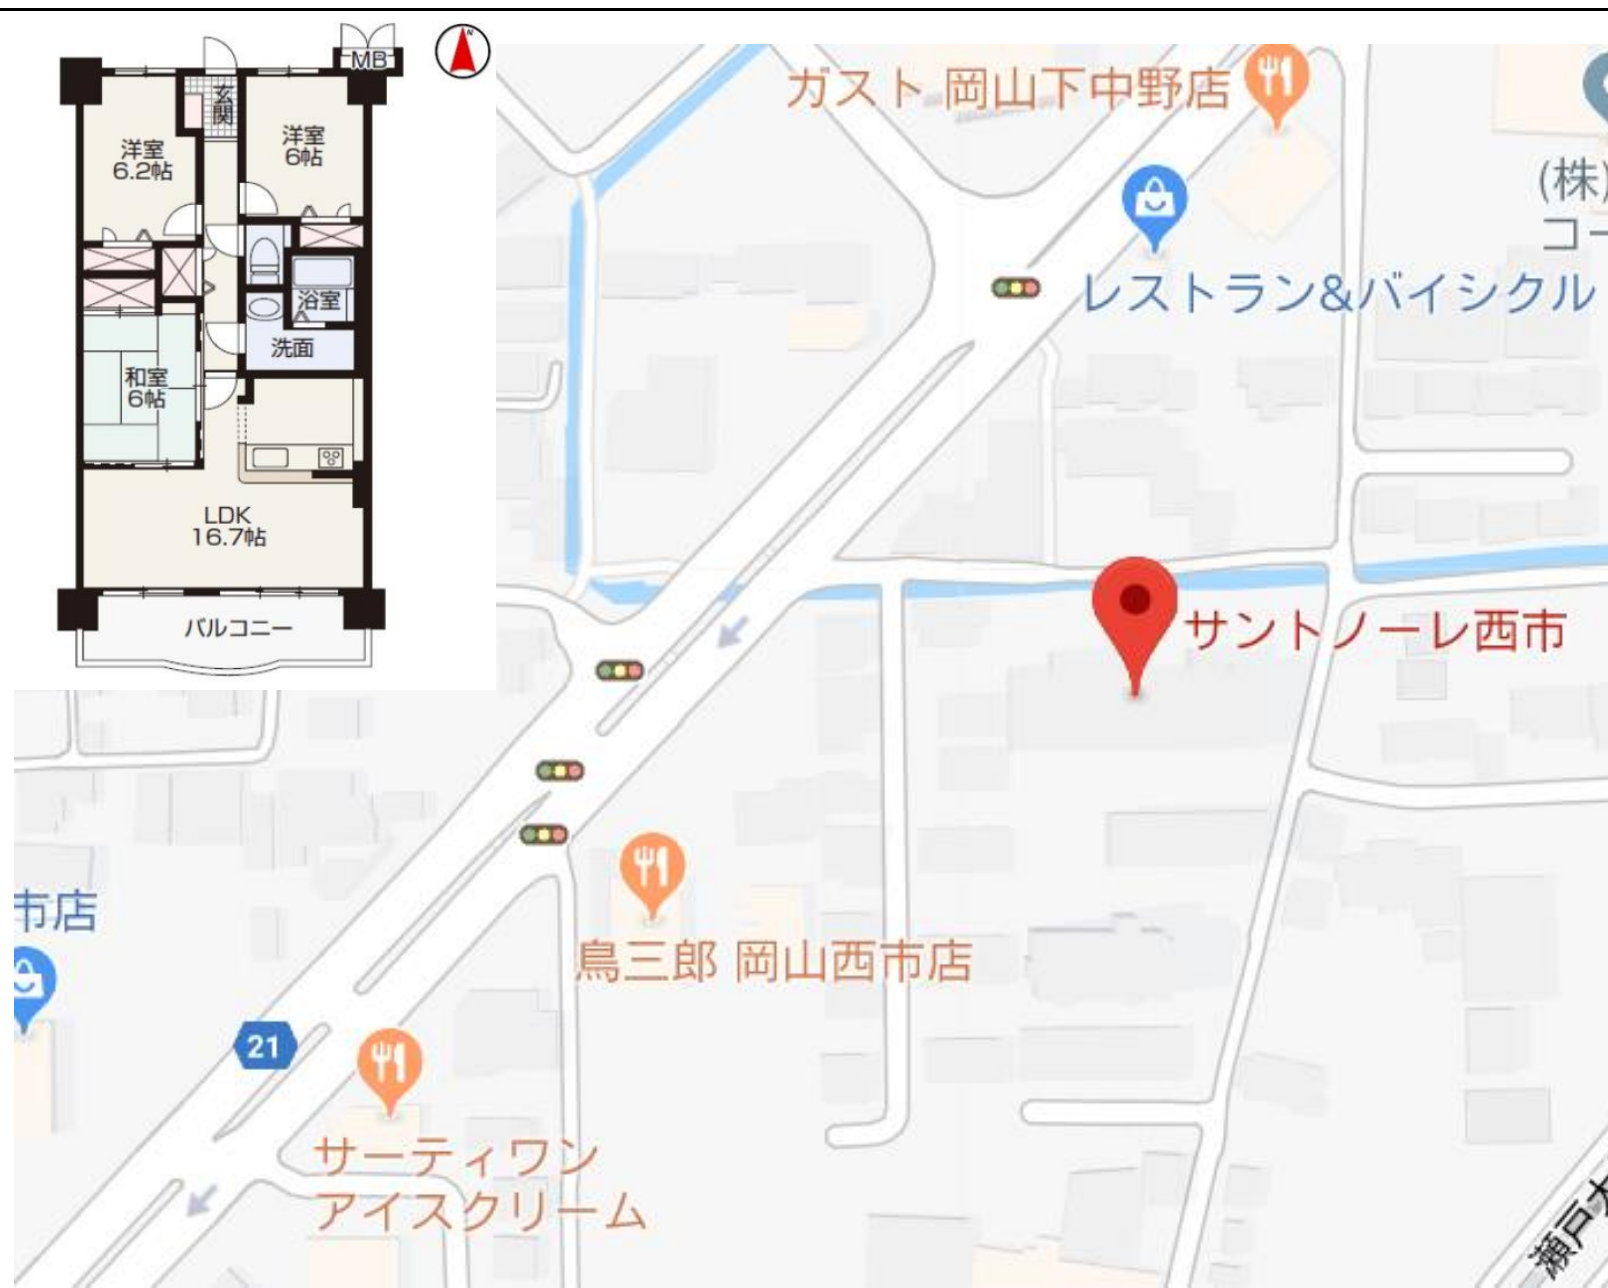 N
MB
玄
関
洋室
6.2帖
洋室
6帖
浴室
洗面
和室
6帖
LDK
16.7帖
バルコニー
ガスト 岡山下中野店
レストラン&バイシクル
(株)
コー
サントノーレ西市
鳥三郎 岡山西市店
市店
21
サーティワン
アイスクリーム
瀬戸大